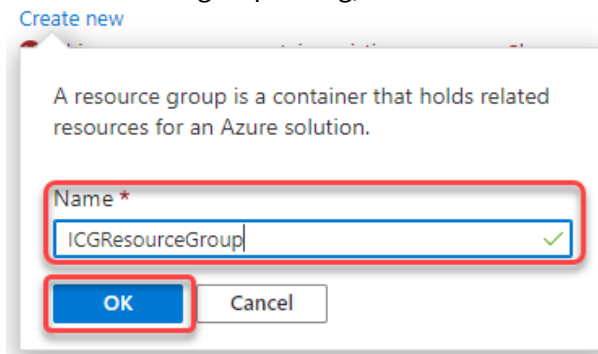 Create new
A resource group is a container that holds related
resources for an Azure solution.
Name *
ICGResourceGroup
OK Cancel